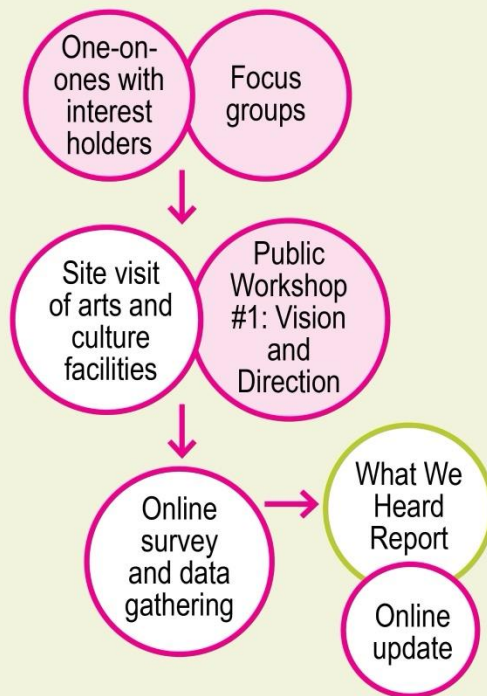 One-on-
ones with
interest
holders
Focus
groups
Site visit
of arts and
culture
facilities
Public
Workshop
#1: Vision
and
Direction
Online
survey
and data
gathering
What We
Heard
Report
Online
update